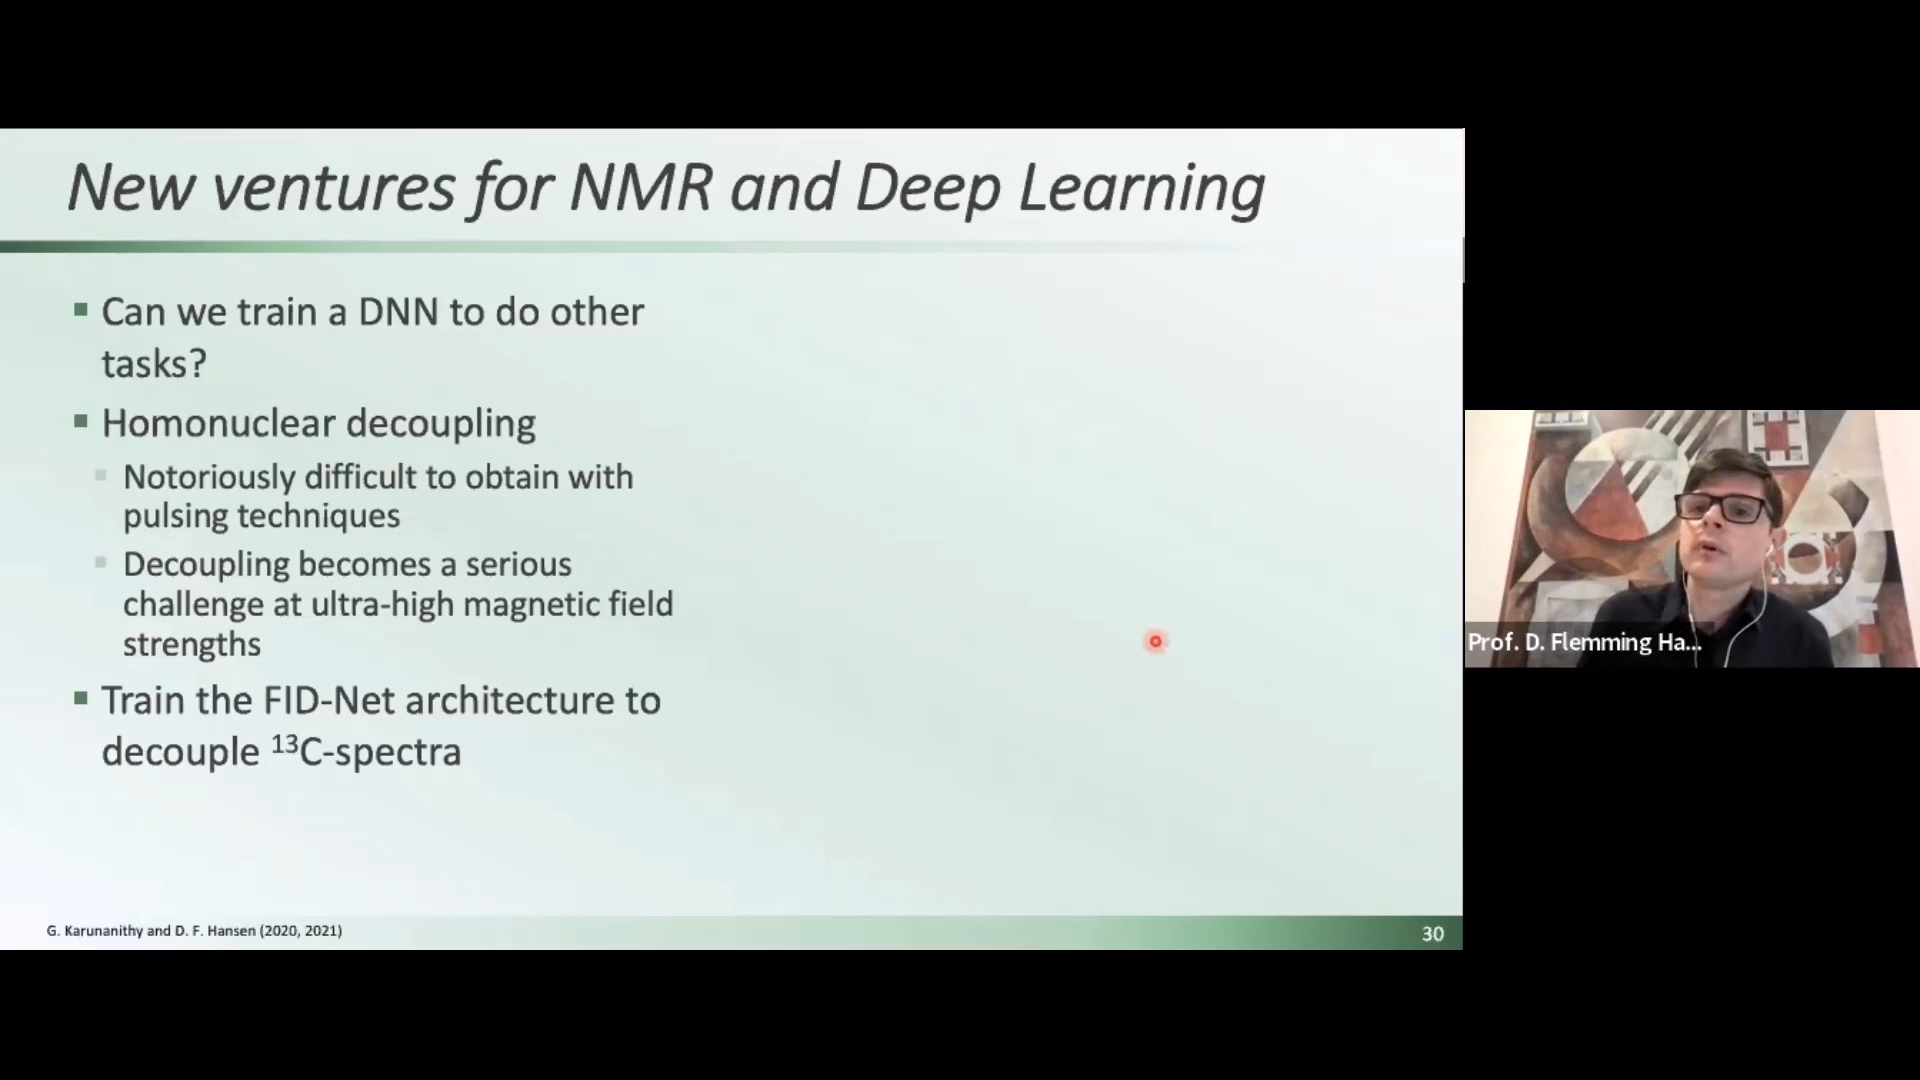 New ventures for NMR and Deep Learning
Can we train a DNN to do other
tasks?
Homonuclear decoupling
Notoriously difficult to obtain with
pulsing techniques
Decoupling becomes a serious
challenge at ultra-high magnetic field
strengths
Train the FID-Net architecture to
decouple ¹³C-spectra
Prof. D. Flemming Ha...
G. Karunanithy and D. F. Hansen (2020, 2021)
30